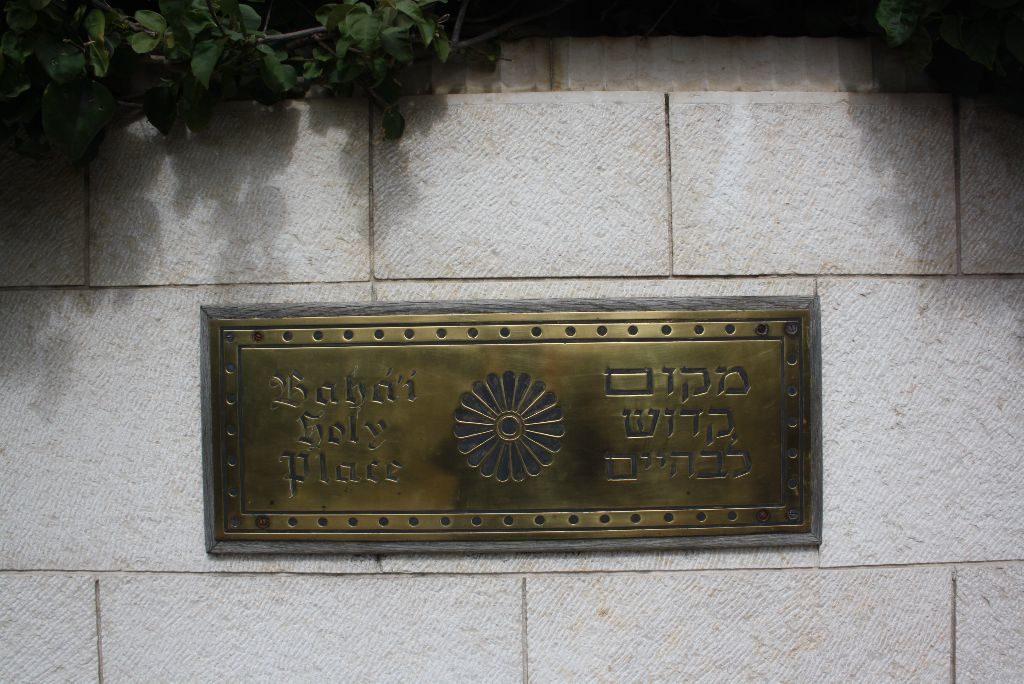 Bahá'í
Holy
Place
מקום
קדוש
לבהיים